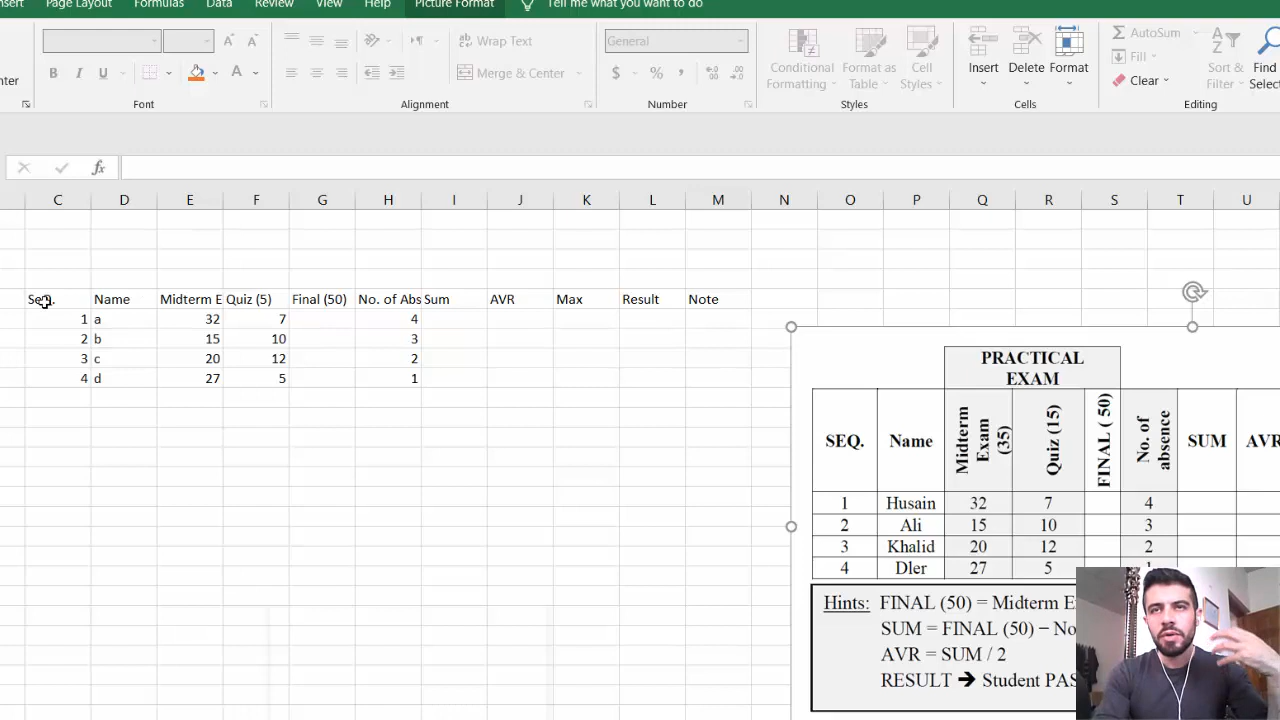 nsert Page Layout Formulas Data Review View Help Picture Format Tell me what you want to do
General Wrap Text AutoSum
B I U A Merge & Center $ % , Conditional Formatting Format as Table Cell Styles Insert Delete Format Fill Clear Sort & Filter Find Selec
nter Font Alignment Number Styles Cells Editing
fx
C D E F G H I J K L M N O P Q R S T U
Seq. Name Midterm E Quiz (5) Final (50) No. of Abs Sum AVR Max Result Note
1 a 32 7 4
2 b 15 10 3
3 c 20 12 2
4 d 27 5 1
PRACTICAL
EXAM
SEQ. Name Midterm Exam (35) Quiz (15) FINAL ( 50) No. of absence SUM AVR
1 Husain 32 7 4
2 Ali 15 10 3
3 Khalid 20 12 2
4 Dler 27 5
Hints: FINAL (50) = Midterm E
SUM = FINAL (50) – No
AVR = SUM / 2
RESULT ➔ Student PAS